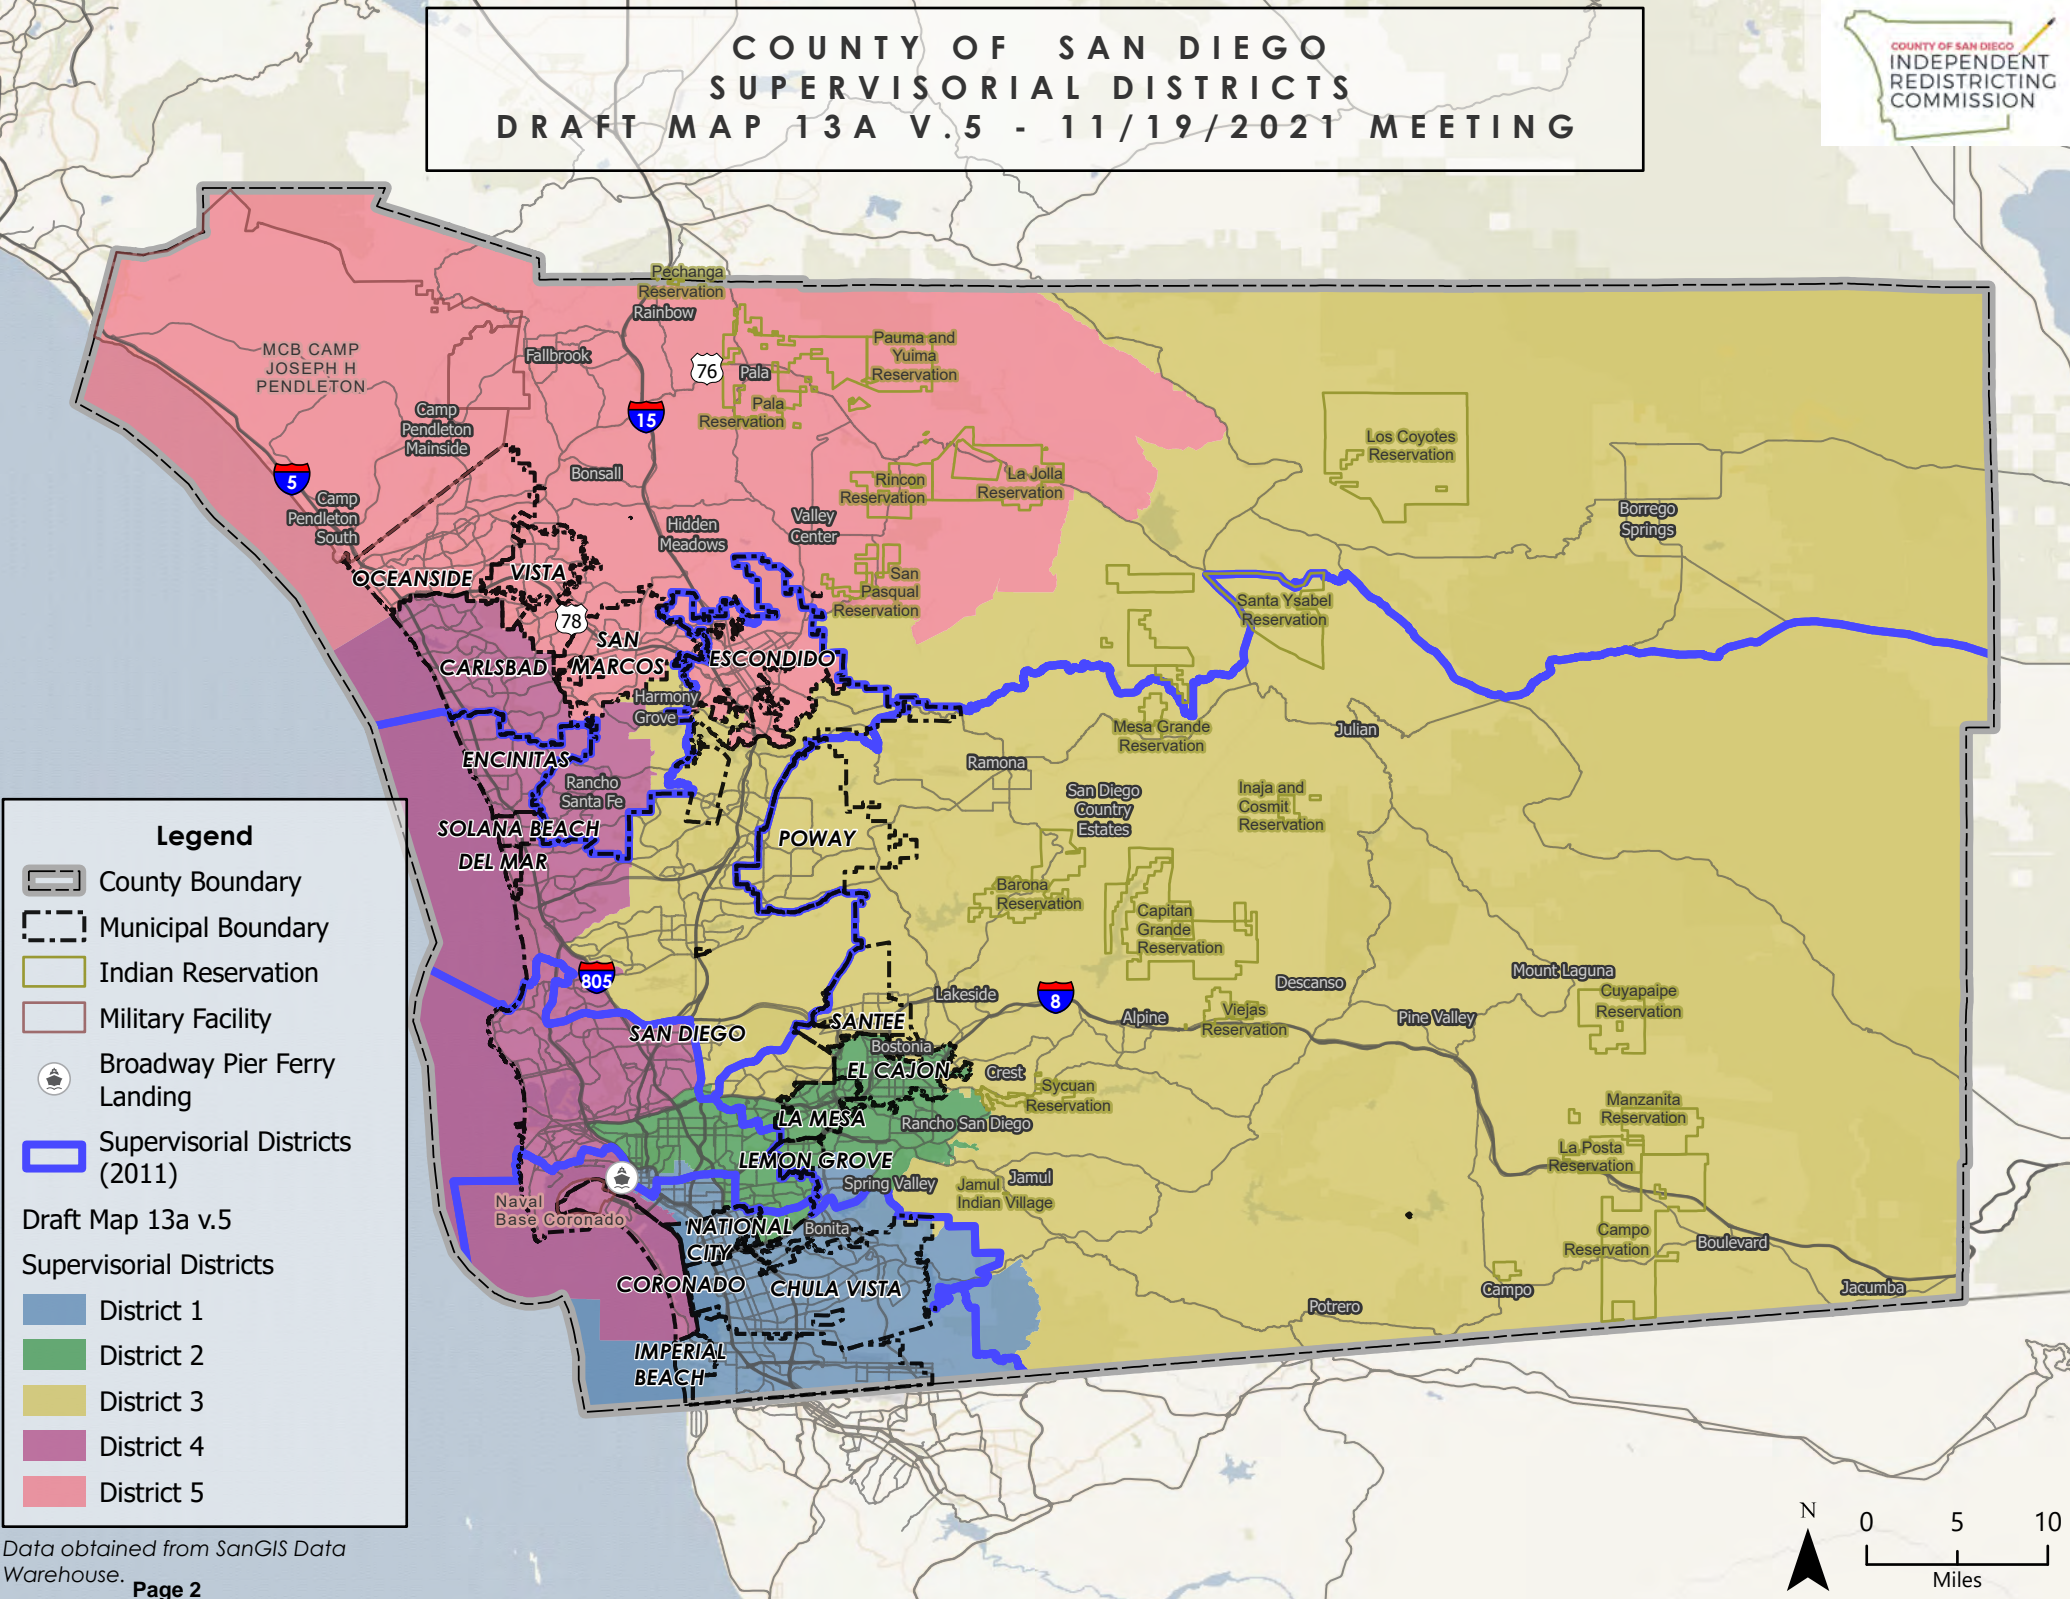 COUNTY OF SAN DIEGO
SUPERVISORIAL DISTRICTS
DRAFT MAP 13A V.5 - 11/19/2021 MEETING
COUNTY OF SAN DIEGO
INDEPENDENT
REDISTRICTING
COMMISSION
Pechanga
Reservation
Rainbow
MCB CAMP
JOSEPH H
PENDLETON
Fallbrook
76
Pala
Pauma and
Yuima
Reservation
Pala
Reservation
15
Camp
Pendleton
Mainside
5
Camp
Pendleton
South
Bonsall
Rincon
Reservation
La Jolla
Reservation
Los Coyotes
Reservation
Borrego
Springs
Hidden
Meadows
Valley
Center
San
Pasqual
Reservation
OCEANSIDE
VISTA
78
SAN
MARCOS
CARLSBAD
ESCONDIDO
Harmony
Grove
Santa Ysabel
Reservation
Mesa Grande
Reservation
Julian
ENCINITAS
Rancho
Santa Fe
Ramona
San Diego
Country
Estates
Inaja and
Cosmit
Reservation
SOLANA BEACH
DEL MAR
POWAY
Barona
Reservation
Capitan
Grande
Reservation
805
Lakeside
8
Descanso
Mount Laguna
Cuyapaipe
Reservation
SAN DIEGO
SANTEE
Alpine
Viejas
Reservation
Pine Valley
Bostonia
EL CAJON
Crest
Sycuan
Reservation
LA MESA
Rancho San Diego
Manzanita
Reservation
LEMON GROVE
Spring Valley
Jamul
Indian Village
Jamul
La Posta
Reservation
Naval
Base Coronado
NATIONAL
CITY
Bonita
Campo
Reservation
Boulevard
CORONADO
CHULA VISTA
Campo
Jacumba
Potrero
IMPERIAL
BEACH
Legend
County Boundary
Municipal Boundary
Indian Reservation
Military Facility
Broadway Pier Ferry
Landing
Supervisorial Districts
(2011)
Draft Map 13a v.5
Supervisorial Districts
District 1
District 2
District 3
District 4
District 5
Data obtained from SanGIS Data
Warehouse.
Page 2
N
0 5 10
Miles